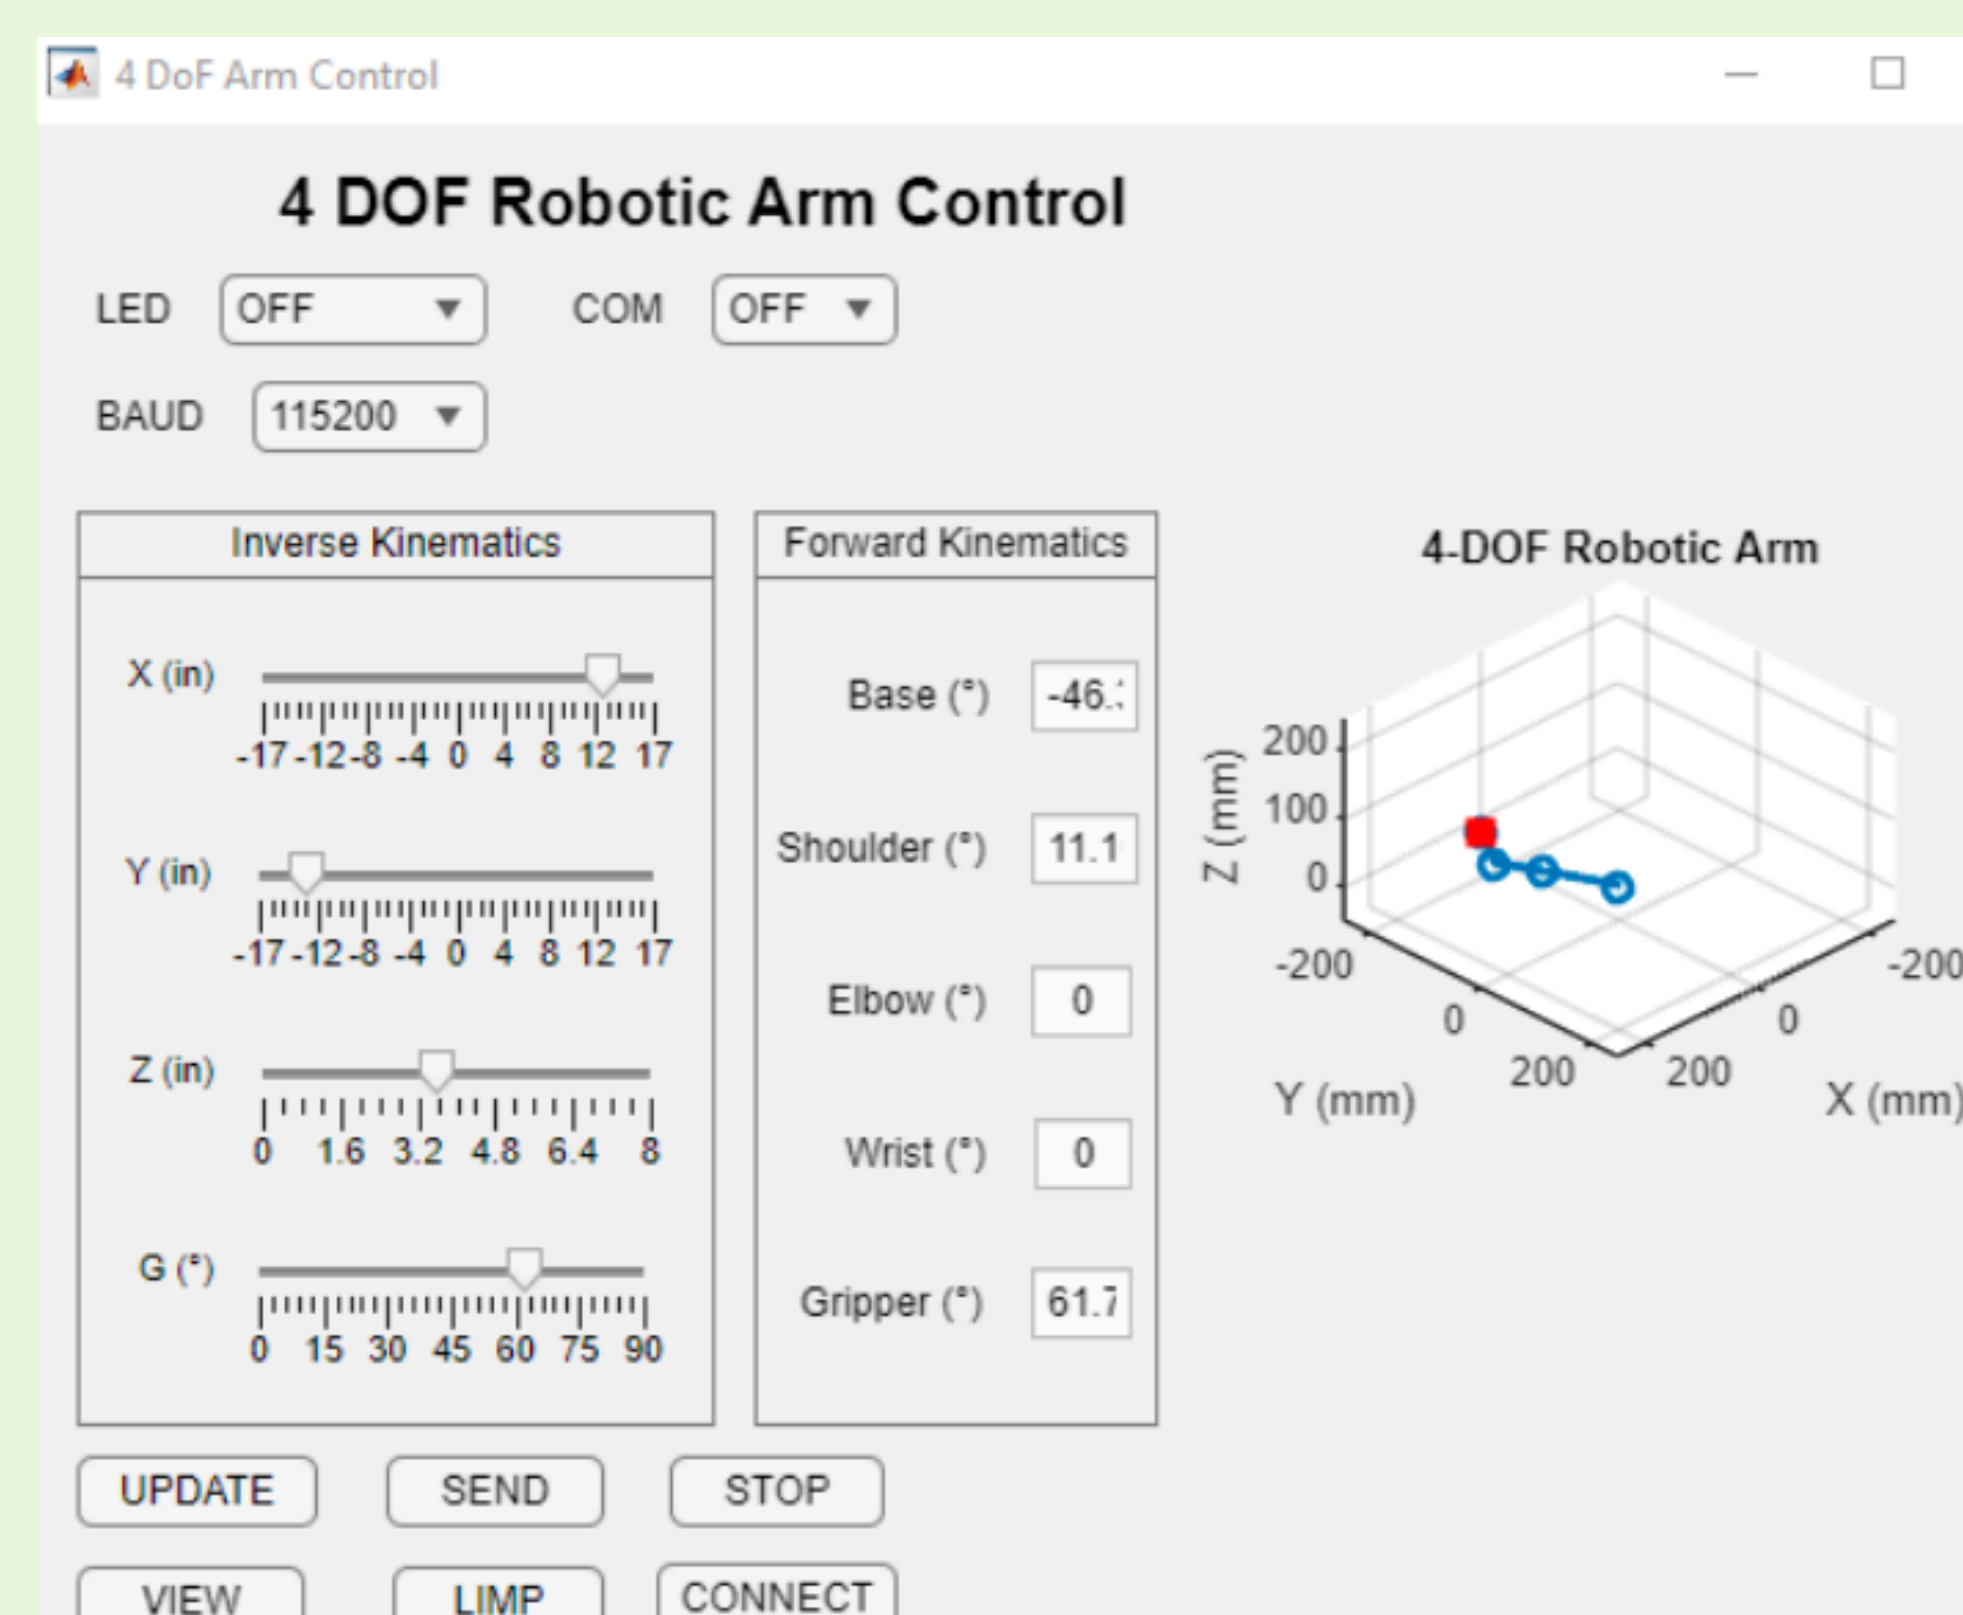 4 DoF Arm Control
4 DOF Robotic Arm Control
LED OFF COM OFF
BAUD 115200
Inverse Kinematics
X (in)
-17 -12 -8 -4 0 4 8 12 17
Y (in)
-17 -12 -8 -4 0 4 8 12 17
Z (in)
0 1.6 3.2 4.8 6.4 8
G (°)
0 15 30 45 60 75 90
Forward Kinematics
Base (°) -46.
Shoulder (°) 11.1
Elbow (°) 0
Wrist (°) 0
Gripper (°) 61.7
4-DOF Robotic Arm
Z (mm)
200
100
0
-200 0 200
Y (mm)
200 0 -200
X (mm)
UPDATE SEND STOP
VIEW LIMP CONNECT